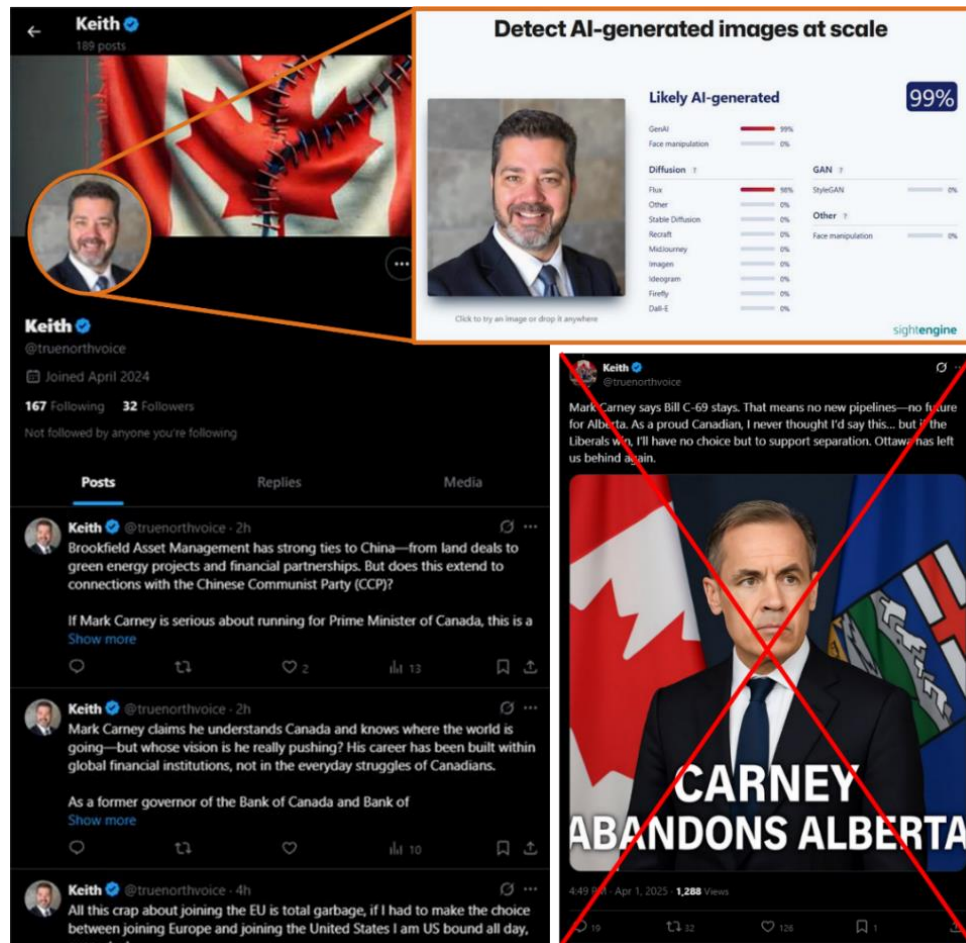 Keith
189 posts
Detect AI-generated images at scale
Likely AI-generated
99%
GenAI 99%
Face manipulation 0%
Diffusion ?
Flux 98%
Other 0%
Stable Diffusion 0%
Recraft 0%
MidJourney 0%
Imagen 0%
Ideogram 0%
Firefly 0%
Dall-E 0%
GAN ?
StyleGAN 0%
Other ?
Face manipulation 0%
Click to try an image or drop it anywhere
sightengine
Keith
@truenorthvoice
Joined April 2024
167 Following 32 Followers
Not followed by anyone you're following
Posts Replies Media
Keith @truenorthvoice · 2h
Brookfield Asset Management has strong ties to China—from land deals to
green energy projects and financial partnerships. But does this extend to
connections with the Chinese Communist Party (CCP)?
If Mark Carney is serious about running for Prime Minister of Canada, this is a
Show more
2 13
Keith @truenorthvoice · 2h
Mark Carney claims he understands Canada and knows where the world is
going—but whose vision is he really pushing? His career has been built within
global financial institutions, not in the everyday struggles of Canadians.
As a former governor of the Bank of Canada and Bank of
Show more
10
Keith @truenorthvoice · 4h
All this crap about joining the EU is total garbage, if I had to make the choice
between joining Europe and joining the United States I am US bound all day,
Keith
@truenorthvoice
Mark Carney says Bill C-69 stays. That means no new pipelines—no future
for Alberta. As a proud Canadian, I never thought I'd say this... but if the
Liberals win, I'll have no choice but to support separation. Ottawa has left
us behind again.
CARNEY
ABANDONS ALBERTA
4:49 PM · Apr 1, 2025 · 1,288 Views
19 32 126 1